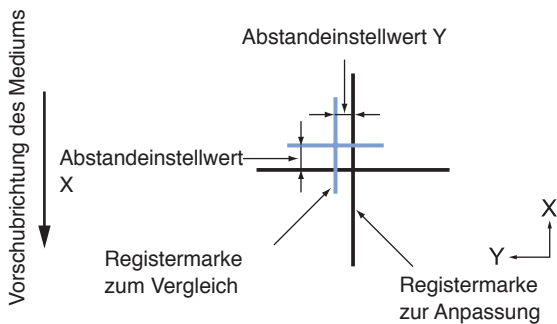 Abstandeinstellwert Y
Vorschubrichtung des Mediums
Abstandeinstellwert
X
Registermarke
zum Vergleich
Registermarke
zur Anpassung
X
Y